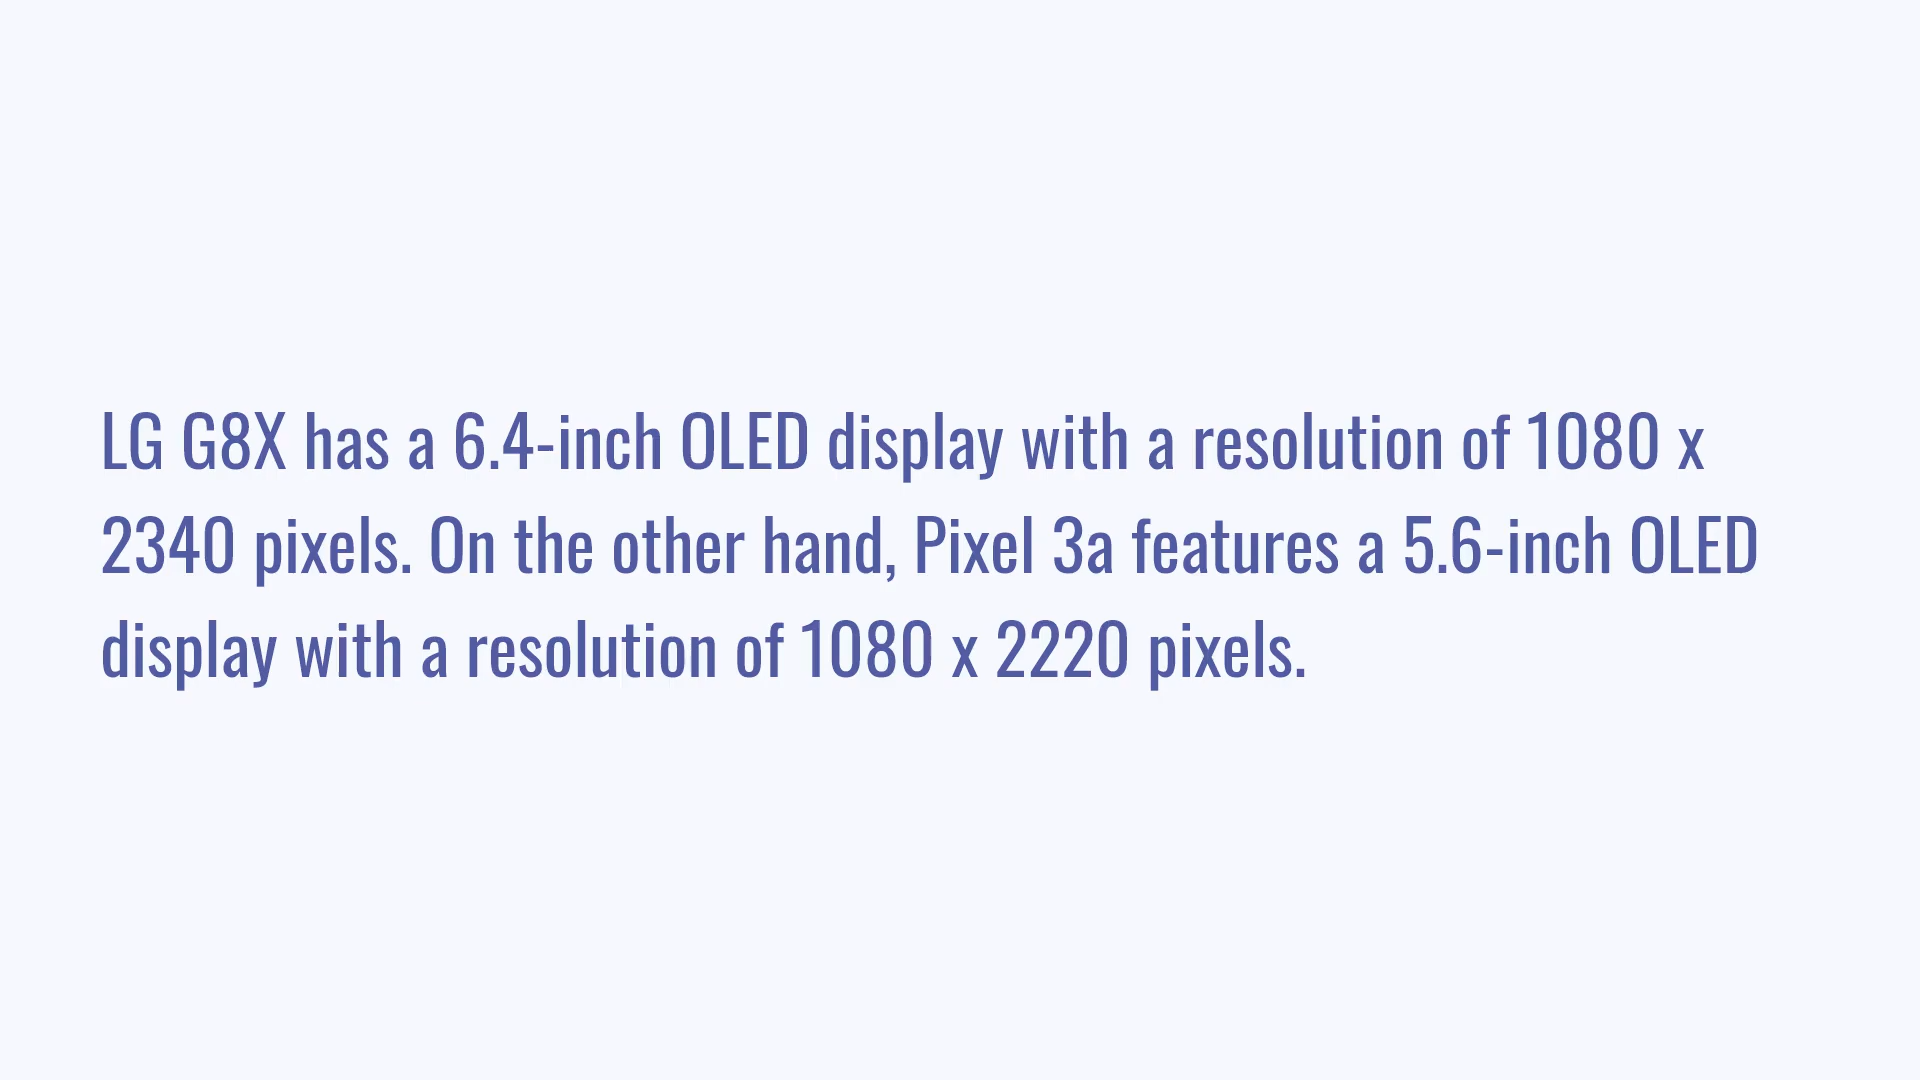 LG G8X has a 6.4-inch OLED display with a resolution of 1080 x
2340 pixels. On the other hand, Pixel 3a features a 5.6-inch OLED
display with a resolution of 1080 x 2220 pixels.